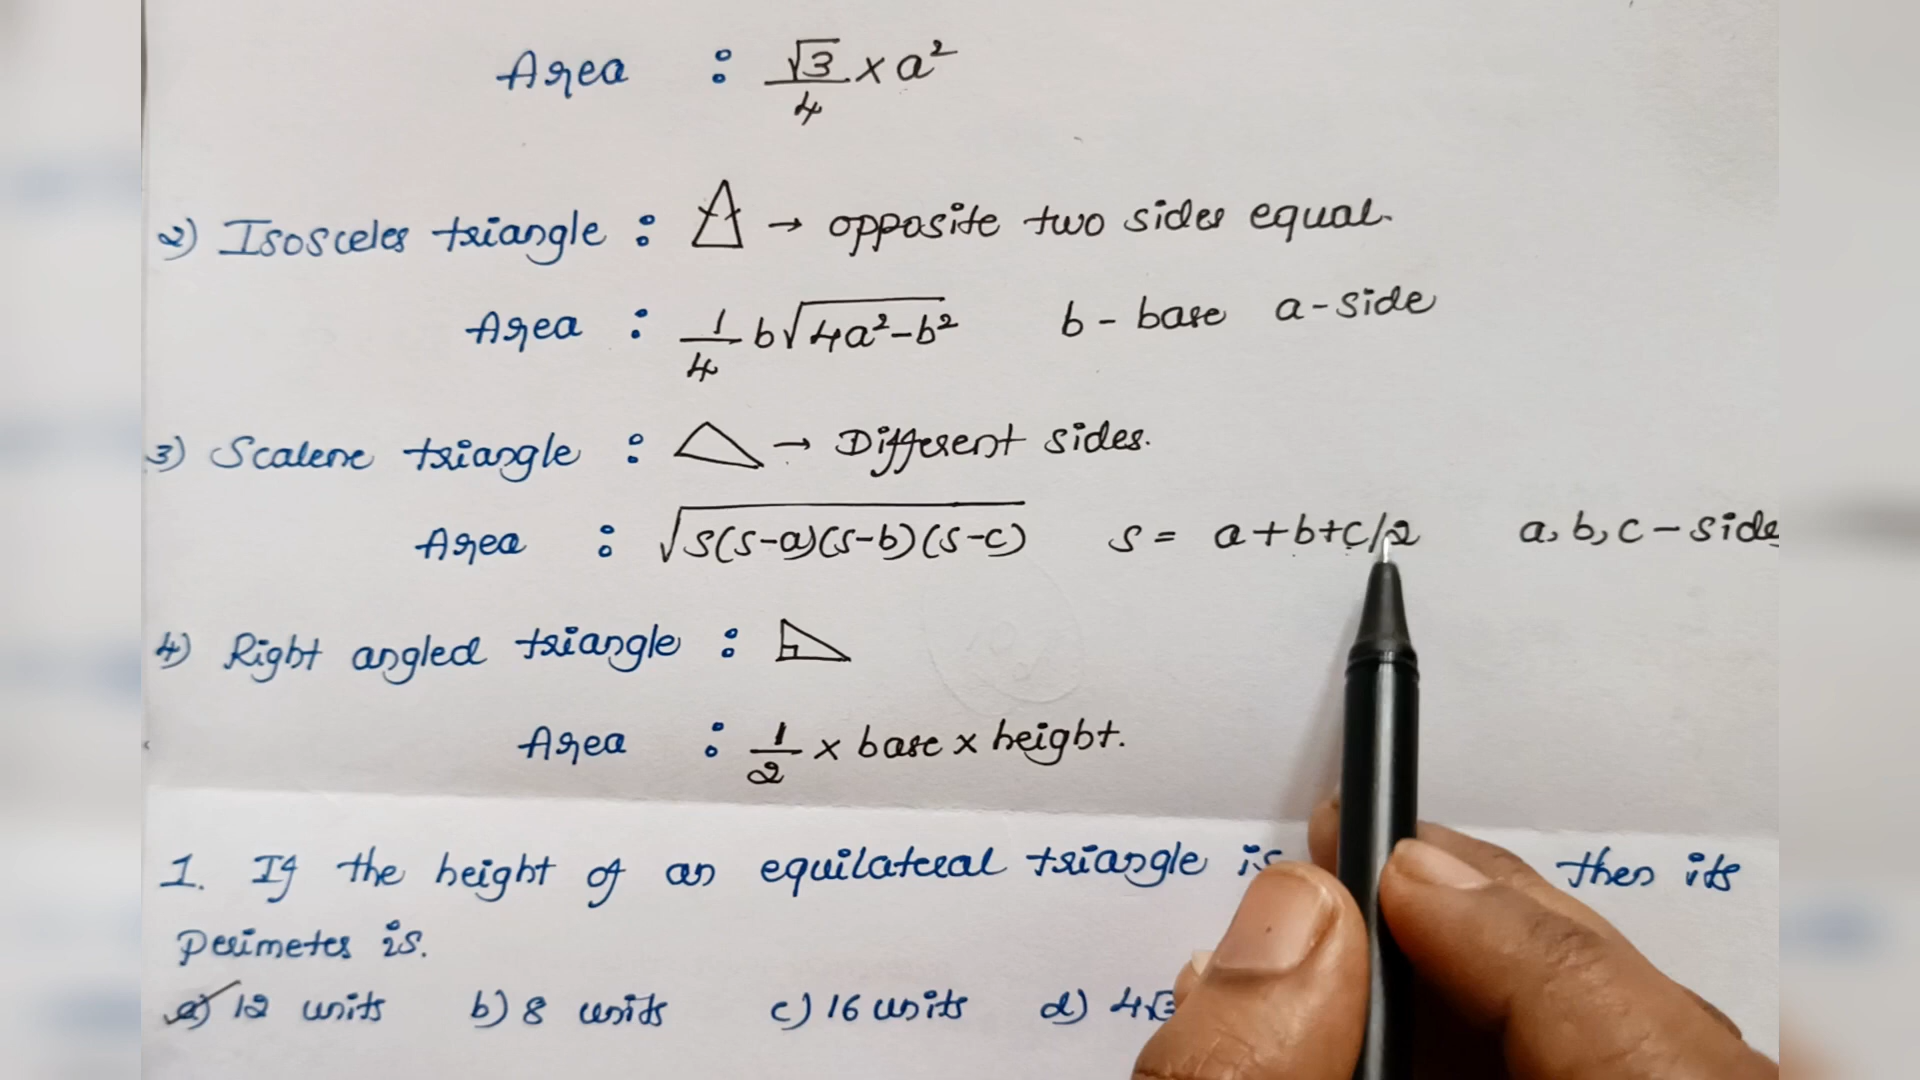 Area : √3/4 × a²
2) Isosceles triangle : → opposite two sides equal.
Area : 1/4 b√(4a²-b²) b - base a - side
3) Scalene triangle : → Different sides.
Area : √(s(s-a)(s-b)(s-c)) s = a+b+c/2 a, b, c - side
4) Right angled triangle :
Area : 1/2 × base × height.
1. If the height of an equilateral triangle is then its
perimeter is.
a) 12 units b) 8 units c) 16 units d) 4√3